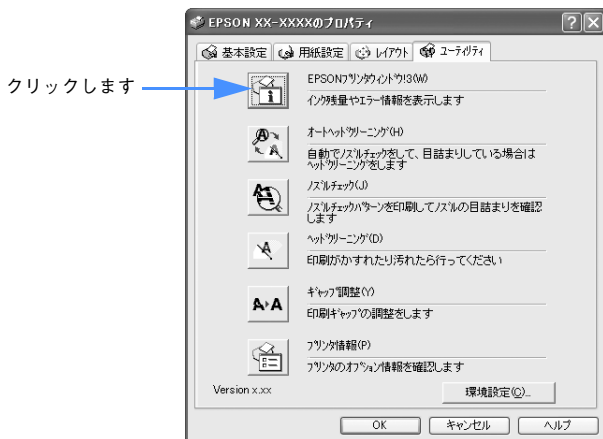 EPSON XX-XXXXのプロパティ
基本設定
用紙設定
レイアウト
ユーティリティ
クリックします
EPSONプリンタウィンドウ!3(W)
インク残量やエラー情報を表示します
オートヘッドクリーニング(H)
自動でノズルチェックをして、目詰まりしている場合は
ヘッドクリーニングをします
ノズルチェック(J)
ノズルチェックパターンを印刷してノズルの目詰まりを確認
します
ヘッドクリーニング(D)
印刷がかすれたり汚れたら行ってください
ギャップ調整(Y)
印刷ギャップの調整をします
プリンタ情報(P)
プリンタのオプション情報を確認します
Version x.xx
環境設定(C)...
OK
キャンセル
ヘルプ